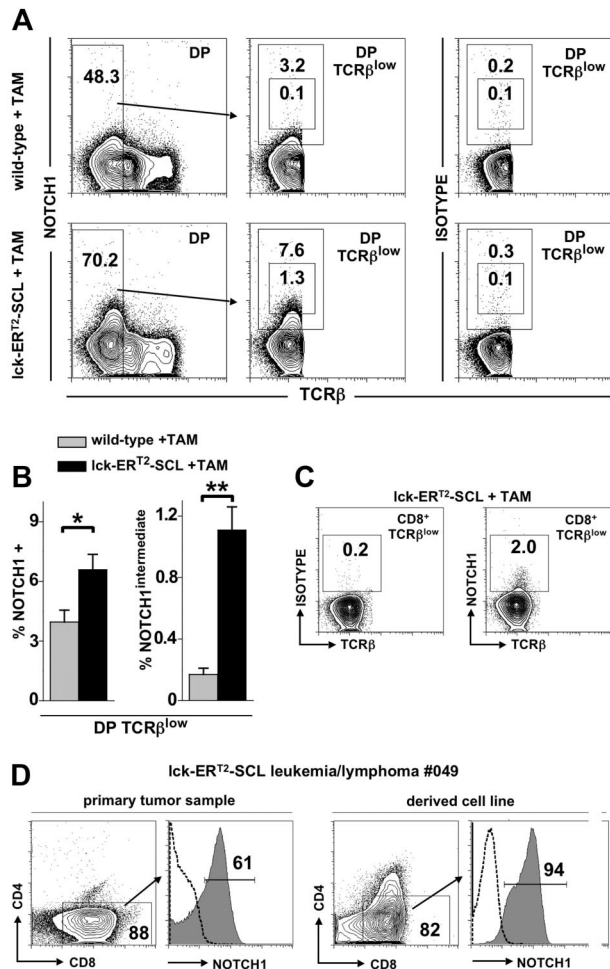 A
wild-type + TAM
NOTCH1
48.3
DP
3.2
0.1
DP
TCRβlow
ISOTYPE
0.2
0.1
DP
TCRβlow
lck-ERT2-SCL + TAM
70.2
DP
7.6
1.3
DP
TCRβlow
0.3
0.1
DP
TCRβlow
TCRβ
wild-type +TAM
lck-ERT2-SCL +TAM
B
% NOTCH1 +
9
6
3
0
*
% NOTCH1intermediate
1.2
0.8
0.4
0
**
DP TCRβlow
C
lck-ERT2-SCL + TAM
ISOTYPE
CD8+
TCRβlow
0.2
TCRβ
NOTCH1
CD8+
TCRβlow
2.0
TCRβ
D
lck-ERT2-SCL leukemia/lymphoma #049
primary tumor sample
derived cell line
CD4
88
CD8
61
NOTCH1
CD4
82
CD8
94
NOTCH1